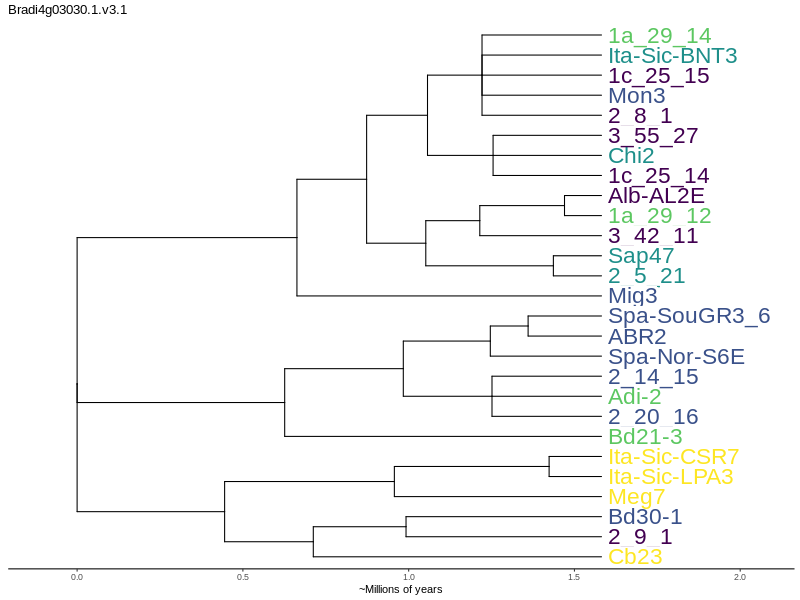 Bradi4g03030.1.v3.1
1a_29_14
Ita-Sic-BNT3
1c_25_15
Mon3
2_8_1
3_55_27
Chi2
1c_25_14
Alb-AL2E
1a_29_12
3_42_11
Sap47
2_5_21
Mig3
Spa-SouGR3_6
ABR2
Spa-Nor-S6E
2_14_15
Adi-2
2_20_16
Bd21-3
Ita-Sic-CSR7
Ita-Sic-LPA3
Meg7
Bd30-1
2_9_1
Cb23
0.0 0.5 1.0 1.5 2.0
~Millions of years